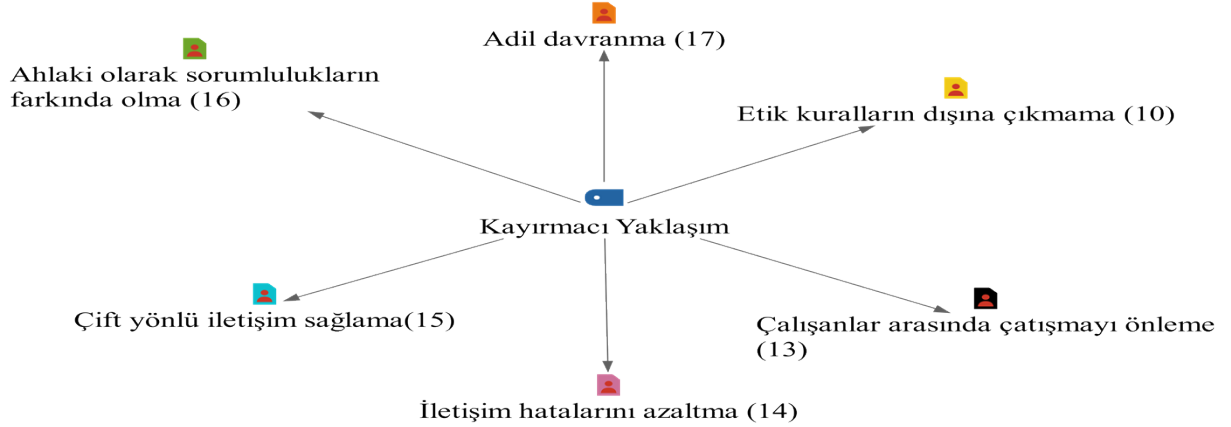 Adil davranma (17)
Ahlaki olarak sorumlulukların
farkında olma (16)
Etik kuralların dışına çıkmama (10)
Kayırmacı Yaklaşım
Çift yönlü iletişim sağlama(15)
Çalışanlar arasında çatışmayı önleme
(13)
İletişim hatalarını azaltma (14)